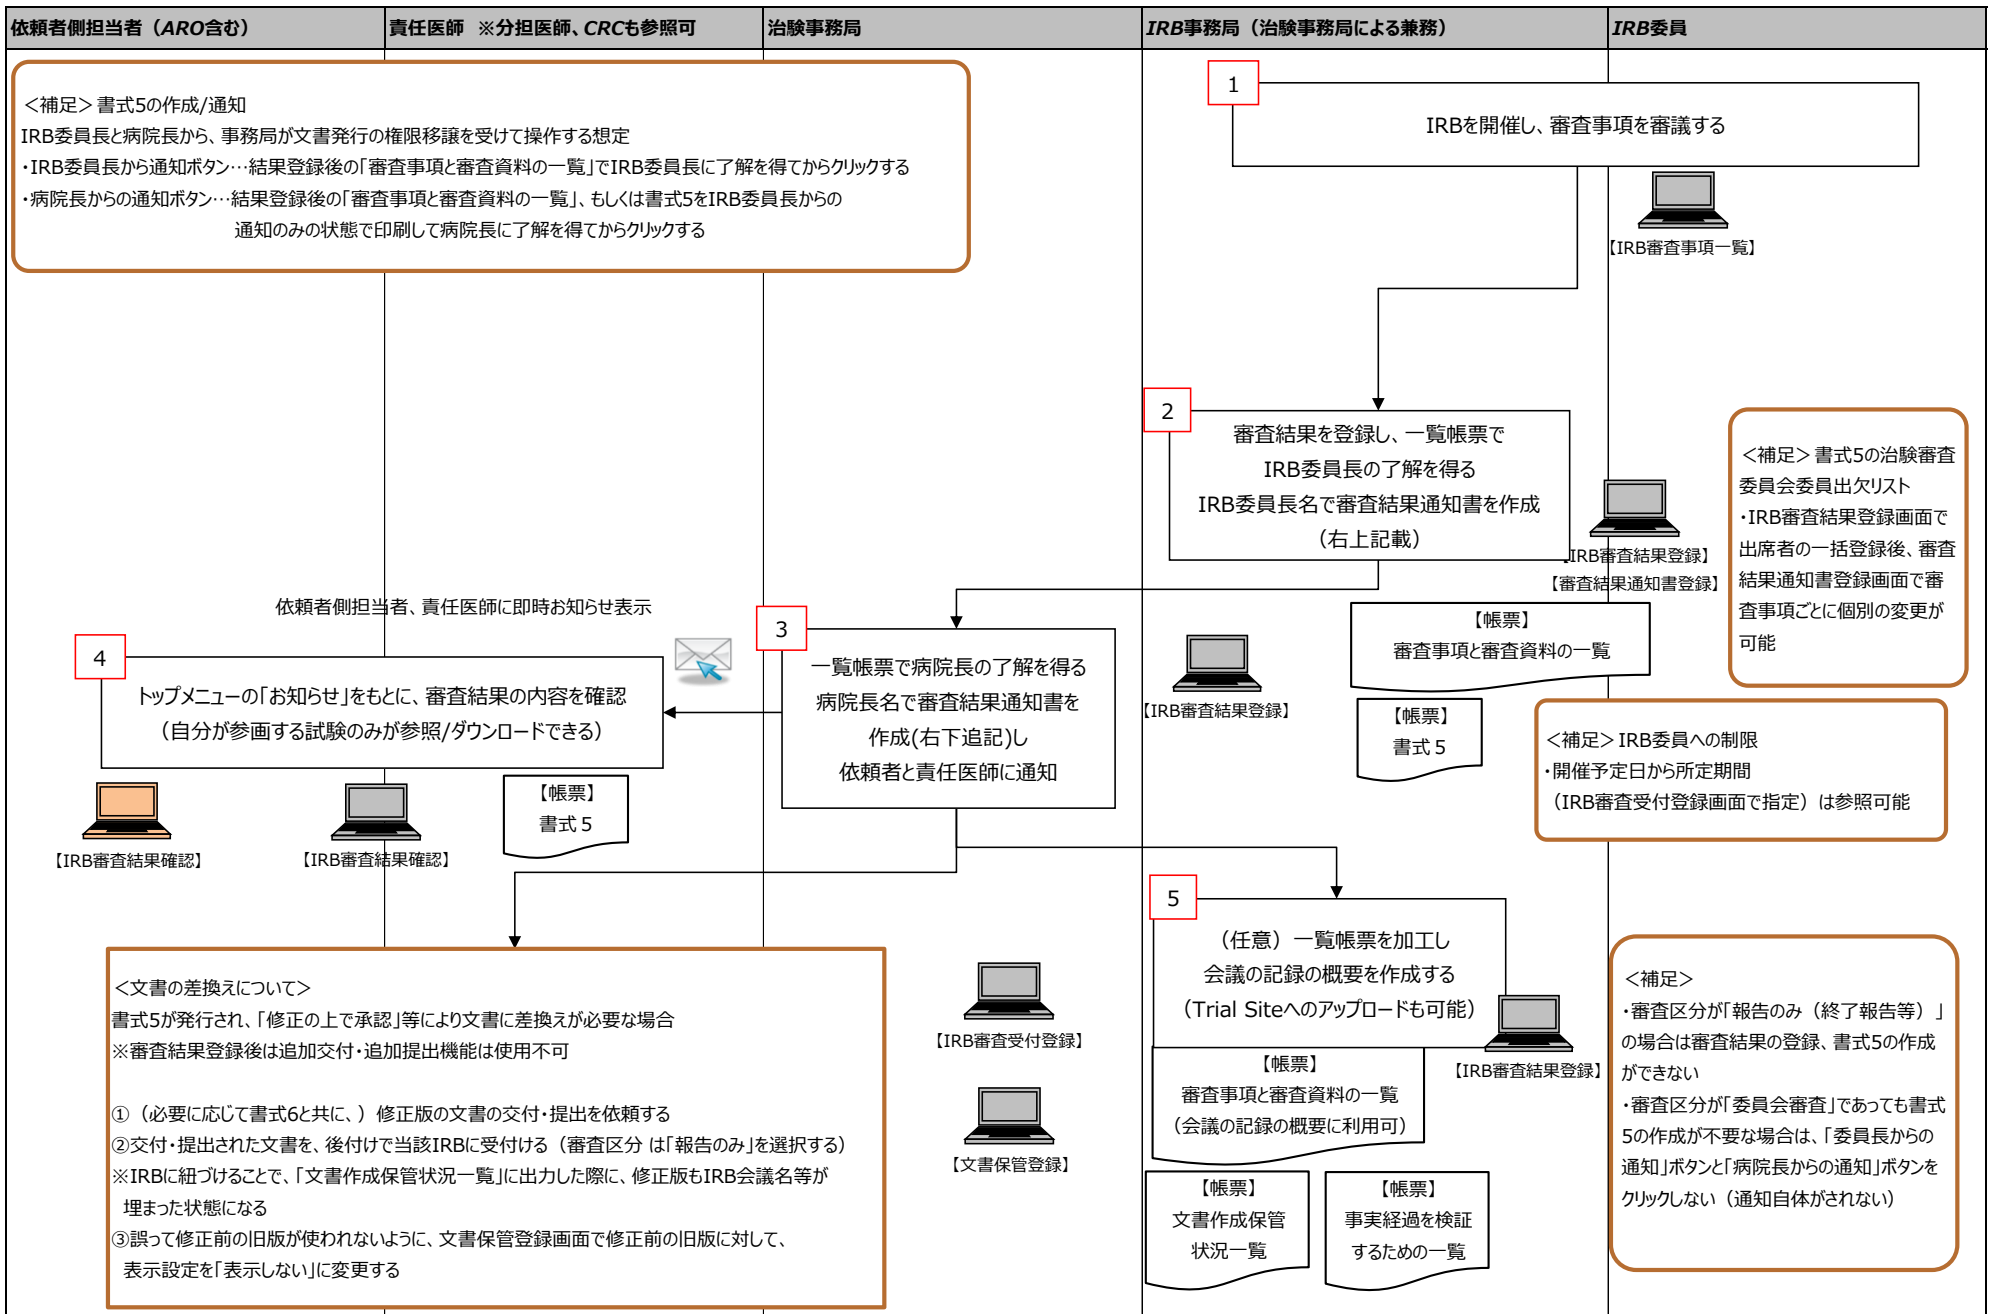 依頼者側担当者（ARO含む）
責任医師 ※分担医師、CRCも参照可
治験事務局
IRB事務局（治験事務局による兼務）
IRB委員
＜補足＞書式5の作成/通知
IRB委員長と病院長から、事務局が文書発行の権限移譲を受けて操作する想定
・IRB委員長から通知ボタン…結果登録後の「審査事項と審査資料の一覧」でIRB委員長に了解を得てからクリックする
・病院長からの通知ボタン…結果登録後の「審査事項と審査資料の一覧」、もしくは書式5をIRB委員長からの
通知のみの状態で印刷して病院長に了解を得てからクリックする
1
IRBを開催し、審査事項を審議する
【IRB審査事項一覧】
2
審査結果を登録し、一覧帳票で
IRB委員長の了解を得る
IRB委員長名で審査結果通知書を作成
（右上記載）
【IRB審査結果登録】
【審査結果通知書登録】
＜補足＞書式5の治験審査
委員会委員出欠リスト
・IRB審査結果登録画面で
出席者の一括登録後、審査
結果通知書登録画面で審
査事項ごとに個別の変更が
可能
【帳票】
審査事項と審査資料の一覧
【帳票】
書式５
依頼者側担当者、責任医師に即時お知らせ表示
3
一覧帳票で病院長の了解を得る
病院長名で審査結果通知書を
作成(右下追記)し
依頼者と責任医師に通知
【IRB審査結果登録】
4
トップメニューの「お知らせ」をもとに、審査結果の内容を確認
（自分が参画する試験のみが参照/ダウンロードできる）
【IRB審査結果確認】
【IRB審査結果確認】
【帳票】
書式５
＜補足＞IRB委員への制限
・開催予定日から所定期間
（IRB審査受付登録画面で指定）は参照可能
5
（任意）一覧帳票を加工し
会議の記録の概要を作成する
（Trial Siteへのアップロードも可能）
【IRB審査結果登録】
【帳票】
審査事項と審査資料の一覧
（会議の記録の概要に利用可）
【帳票】
文書作成保管
状況一覧
【帳票】
事実経過を検証
するための一覧
＜文書の差換えについて＞
書式5が発行され、「修正の上で承認」等により文書に差換えが必要な場合
※審査結果登録後は追加交付・追加提出機能は使用不可
①（必要に応じて書式6と共に、）修正版の文書の交付・提出を依頼する
②交付・提出された文書を、後付けで当該IRBに受付ける（審査区分 は「報告のみ」を選択する）
※IRBに紐づけることで、「文書作成保管状況一覧」に出力した際に、修正版もIRB会議名等が
埋まった状態になる
③誤って修正前の旧版が使われないように、文書保管登録画面で修正前の旧版に対して、
表示設定を「表示しない」に変更する
【IRB審査受付登録】
【文書保管登録】
＜補足＞
・審査区分が「報告のみ（終了報告等）」
の場合は審査結果の登録、書式5の作成
ができない
・審査区分が「委員会審査」であっても書式
5の作成が不要な場合は、「委員長からの
通知」ボタンと「病院長からの通知」ボタンを
クリックしない（通知自体がされない）